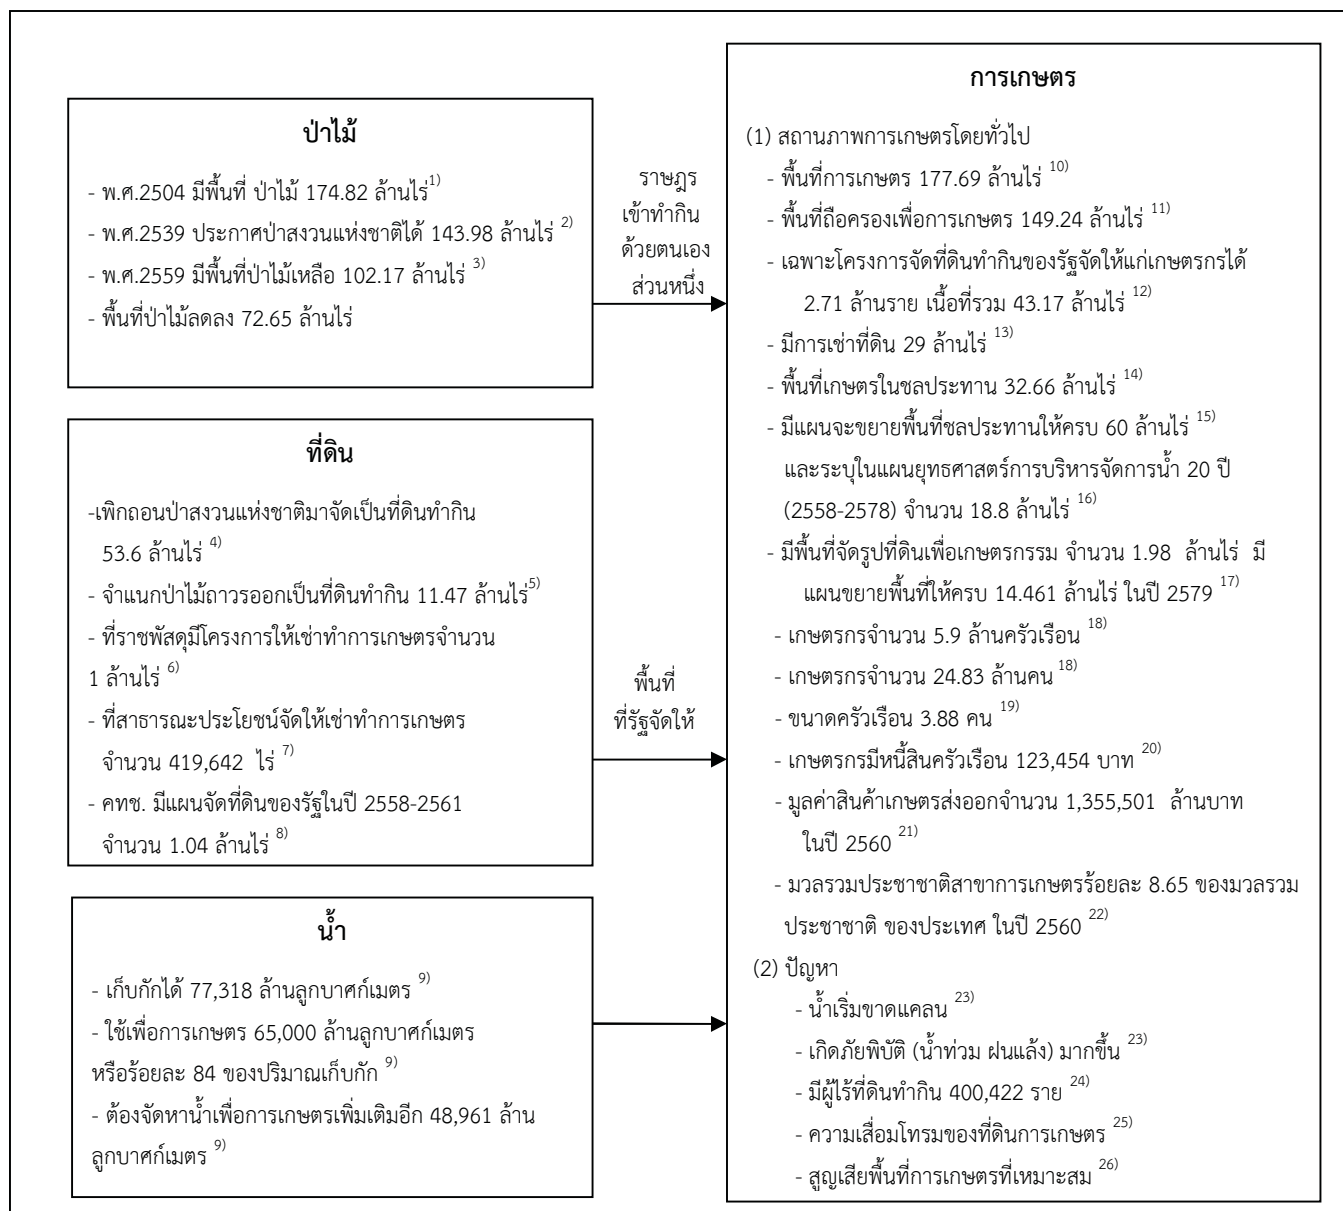 ป่าไม้
- พ.ศ.2504 มีพื้นที่ ป่าไม้ 174.82 ล้านไร่1)
- พ.ศ.2539 ประกาศป่าสงวนแห่งชาติได้ 143.98 ล้านไร่ 2)
- พ.ศ.2559 มีพื้นที่ป่าไม้เหลือ 102.17 ล้านไร่ 3)
- พื้นที่ป่าไม้ลดลง 72.65 ล้านไร่
ราษฎร
เข้าทำกิน
ด้วยตนเอง
ส่วนหนึ่ง
ที่ดิน
-เพิกถอนป่าสงวนแห่งชาติมาจัดเป็นที่ดินทำกิน
53.6 ล้านไร่ 4)
- จำแนกป่าไม้ถาวรออกเป็นที่ดินทำกิน 11.47 ล้านไร่5)
- ที่ราชพัสดุมีโครงการให้เช่าทำการเกษตรจำนวน
1 ล้านไร่ 6)
- ที่สาธารณะประโยชน์จัดให้เช่าทำการเกษตร
จำนวน 419,642 ไร่ 7)
- คทช. มีแผนจัดที่ดินของรัฐในปี 2558-2561
จำนวน 1.04 ล้านไร่ 8)
พื้นที่
ที่รัฐจัดให้
น้ำ
- เก็บกักได้ 77,318 ล้านลูกบาศก์เมตร 9)
- ใช้เพื่อการเกษตร 65,000 ล้านลูกบาศก์เมตร
หรือร้อยละ 84 ของปริมาณเก็บกัก 9)
- ต้องจัดหาน้ำเพื่อการเกษตรเพิ่มเติมอีก 48,961 ล้าน
ลูกบาศก์เมตร 9)
การเกษตร
(1) สถานภาพการเกษตรโดยทั่วไป
- พื้นที่การเกษตร 177.69 ล้านไร่ 10)
- พื้นที่ถือครองเพื่อการเกษตร 149.24 ล้านไร่ 11)
- เฉพาะโครงการจัดที่ดินทำกินของรัฐจัดให้แก่เกษตรกรได้
2.71 ล้านราย เนื้อที่รวม 43.17 ล้านไร่ 12)
- มีการเช่าที่ดิน 29 ล้านไร่ 13)
- พื้นที่เกษตรในชลประทาน 32.66 ล้านไร่ 14)
- มีแผนจะขยายพื้นที่ชลประทานให้ครบ 60 ล้านไร่ 15)
และระบุในแผนยุทธศาสตร์การบริหารจัดการน้ำ 20 ปี
(2558-2578) จำนวน 18.8 ล้านไร่ 16)
- มีพื้นที่จัดรูปที่ดินเพื่อเกษตรกรรม จำนวน 1.98 ล้านไร่ มี
แผนขยายพื้นที่ให้ครบ 14.461 ล้านไร่ ในปี 2579 17)
- เกษตรกรจำนวน 5.9 ล้านครัวเรือน 18)
- เกษตรกรจำนวน 24.83 ล้านคน 18)
- ขนาดครัวเรือน 3.88 คน 19)
- เกษตรกรมีหนี้สินครัวเรือน 123,454 บาท 20)
- มูลค่าสินค้าเกษตรส่งออกจำนวน 1,355,501 ล้านบาท
ในปี 2560 21)
- มวลรวมประชาชาติสาขาการเกษตรร้อยละ 8.65 ของมวลรวม
ประชาชาติ ของประเทศ ในปี 2560 22)
(2) ปัญหา
- น้ำเริ่มขาดแคลน 23)
- เกิดภัยพิบัติ (น้ำท่วม ฝนแล้ง) มากขึ้น 23)
- มีผู้ไร้ที่ดินทำกิน 400,422 ราย 24)
- ความเสื่อมโทรมของที่ดินการเกษตร 25)
- สูญเสียพื้นที่การเกษตรที่เหมาะสม 26)